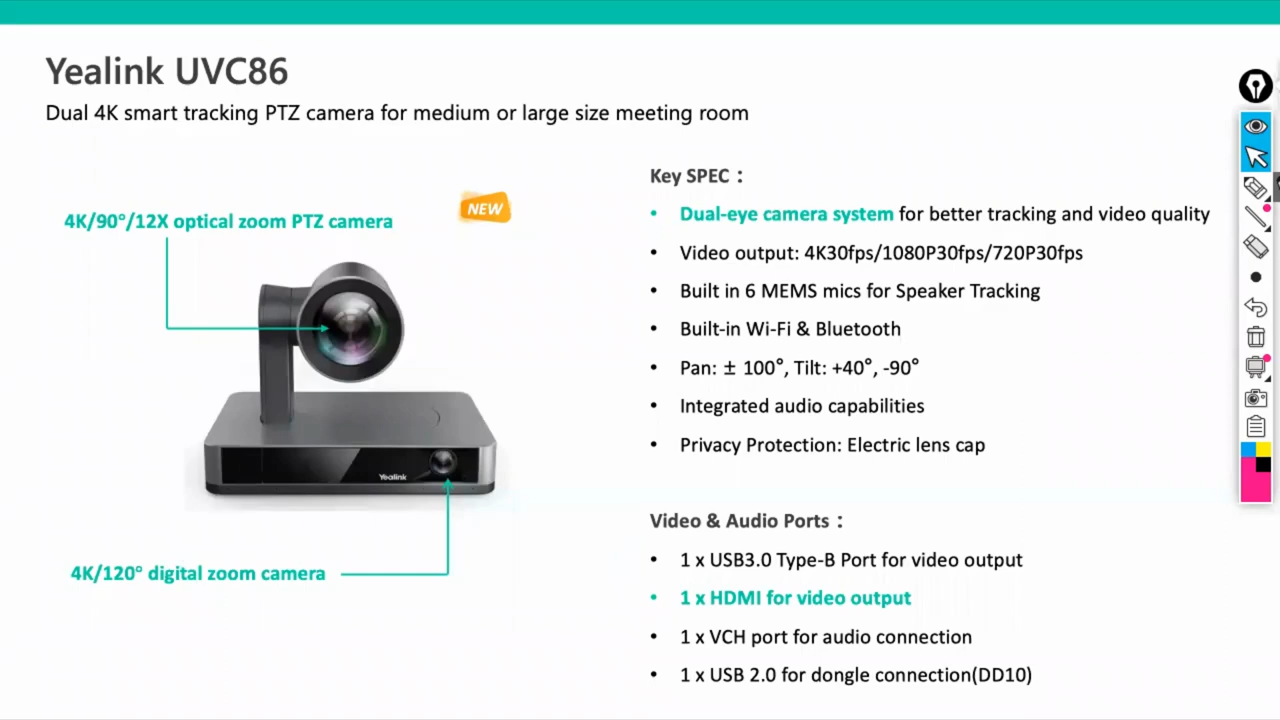 Yealink UVC86
Dual 4K smart tracking PTZ camera for medium or large size meeting room
4K/90°/12X optical zoom PTZ camera
NEW
Yealink
4K/120° digital zoom camera
Key SPEC：
• Dual-eye camera system for better tracking and video quality
• Video output: 4K30fps/1080P30fps/720P30fps
• Built in 6 MEMS mics for Speaker Tracking
• Built-in Wi-Fi & Bluetooth
• Pan: ± 100°, Tilt: +40°, -90°
• Integrated audio capabilities
• Privacy Protection: Electric lens cap
Video & Audio Ports：
• 1 x USB3.0 Type-B Port for video output
• 1 x HDMI for video output
• 1 x VCH port for audio connection
• 1 x USB 2.0 for dongle connection(DD10)